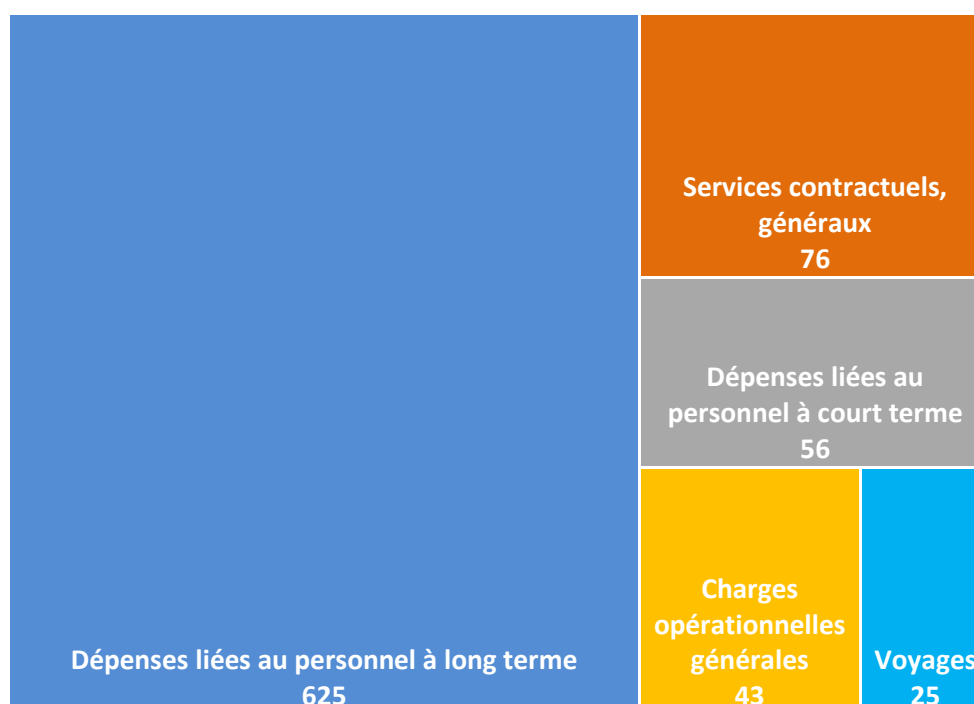 Services contractuels,
généraux
76
Dépenses liées au
personnel à court terme
56
Dépenses liées au personnel à long terme
625
Charges
opérationnelles
générales
43
Voyages
25